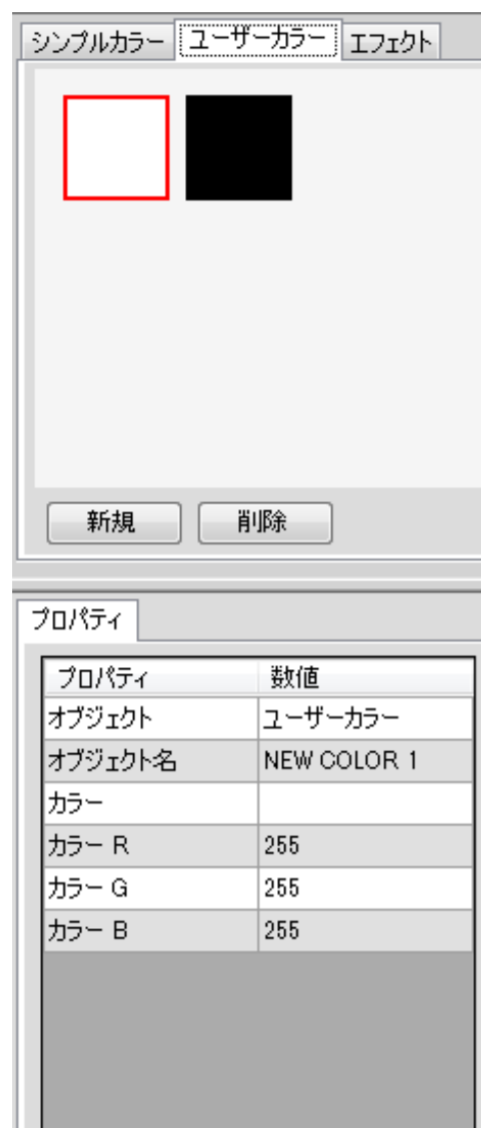 シンプルカラー ユーザーカラー エフェクト
新規 削除
プロパティ
プロパティ 数値
オブジェクト ユーザーカラー
オブジェクト名 NEW COLOR 1
カラー
カラー R 255
カラー G 255
カラー B 255